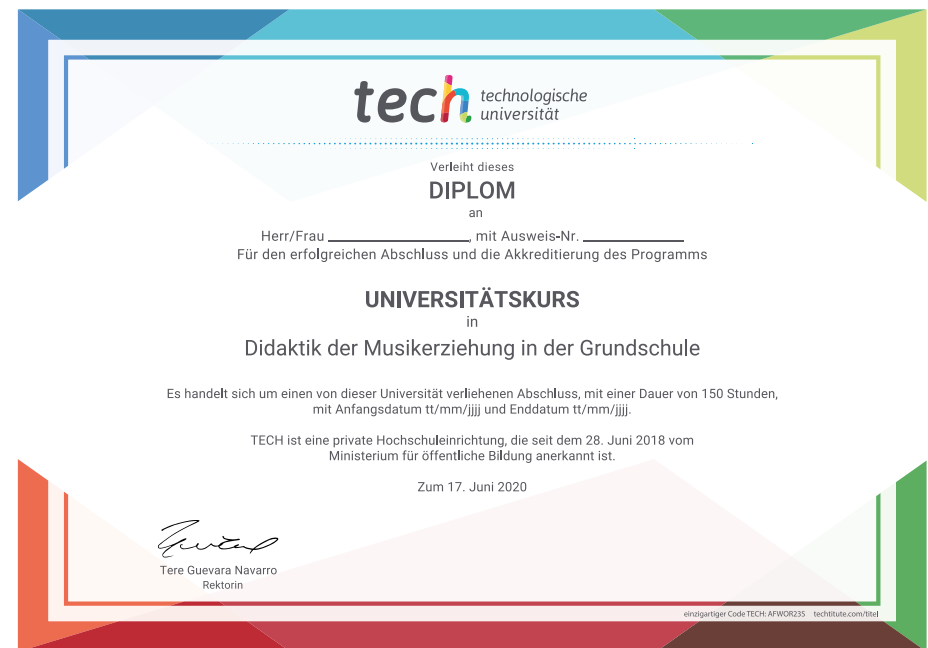 tech technologische
universität
Verleiht dieses
DIPLOM
an
Herr/Frau ____________________, mit Ausweis-Nr. ______________
Für den erfolgreichen Abschluss und die Akkreditierung des Programms
UNIVERSITÄTSKURS
in
Didaktik der Musikerziehung in der Grundschule
Es handelt sich um einen von dieser Universität verliehenen Abschluss, mit einer Dauer von 150 Stunden,
mit Anfangsdatum tt/mm/jjjj und Enddatum tt/mm/jjjj.
TECH ist eine private Hochschuleinrichtung, die seit dem 28. Juni 2018 vom
Ministerium für öffentliche Bildung anerkannt ist.
Zum 17. Juni 2020
Tere Guevara Navarro
Rektorin
einzigartiger Code TECH: AFWOR23S techtitute.com/titel